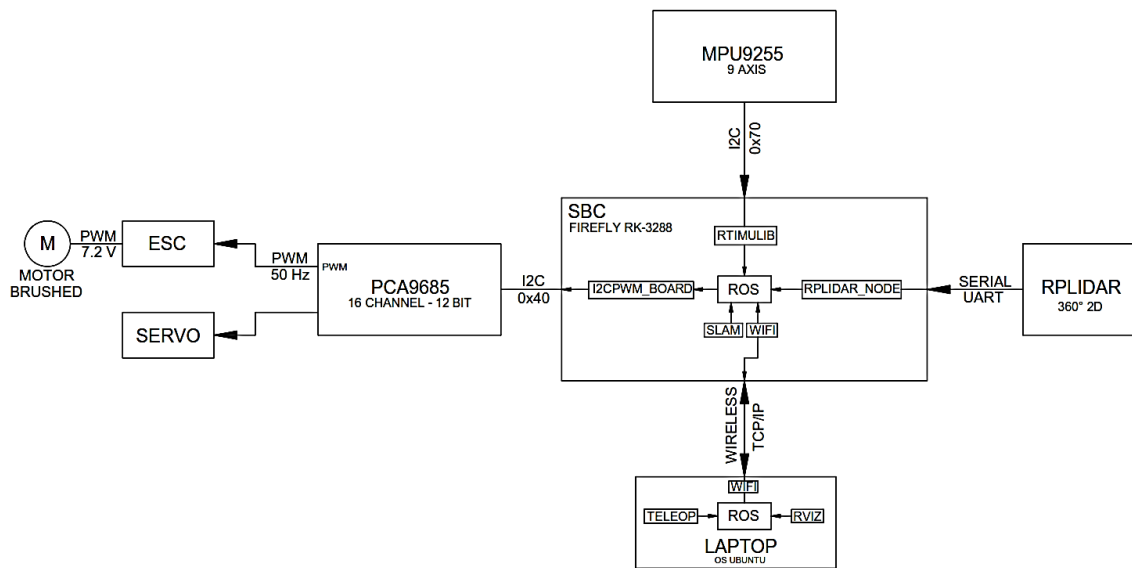 MPU9255
9 AXIS
I2C
0x70
SBC
FIREFLY RK-3288
RTIMULIB
M
PWM
7.2 V
MOTOR
BRUSHED
ESC
PWM
50 Hz
PWM
PCA9685
16 CHANNEL - 12 BIT
SERVO
I2C
0x40
I2CPWM_BOARD
ROS
RPLIDAR_NODE
SLAM
WIFI
SERIAL
UART
RPLIDAR
360° 2D
WIRELESS
TCP/IP
WIFI
TELEOP
ROS
RVIZ
LAPTOP
OS UBUNTU